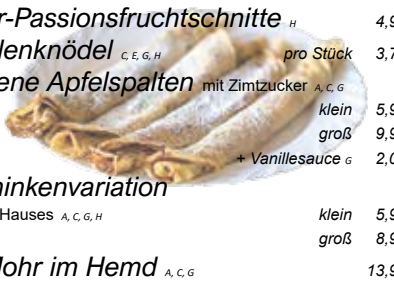 r-Passionsfruchtschnitte H 4,9
lenknödel C, E, G, H pro Stück 3,7
ene Apfelspalten mit Zimtzucker A, C, G
klein 5,9
groß 9,9
+ Vanillesauce G 2,0
hinkenvariation
Hauses A, C, G, H klein 5,9
groß 8,9
Mohr im Hemd A, C, G 13,9